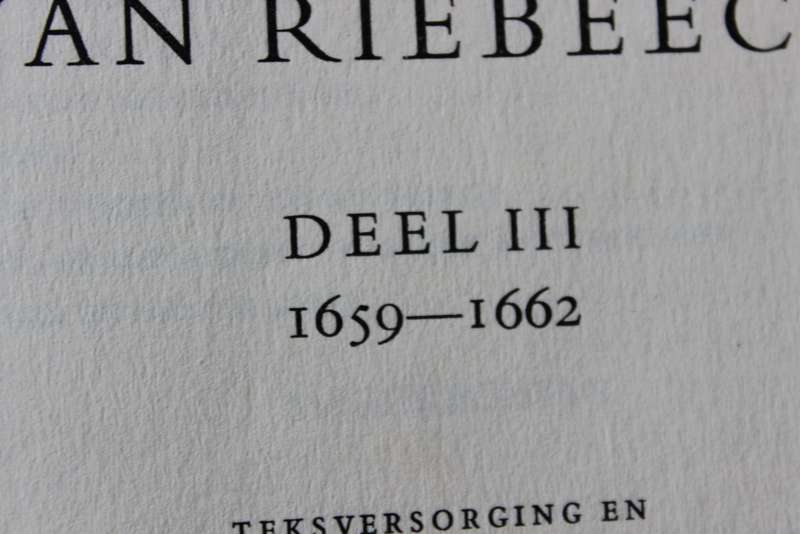 AN RIEBEEC
DEEL III
1659—1662
TEKSVERSORGING EN